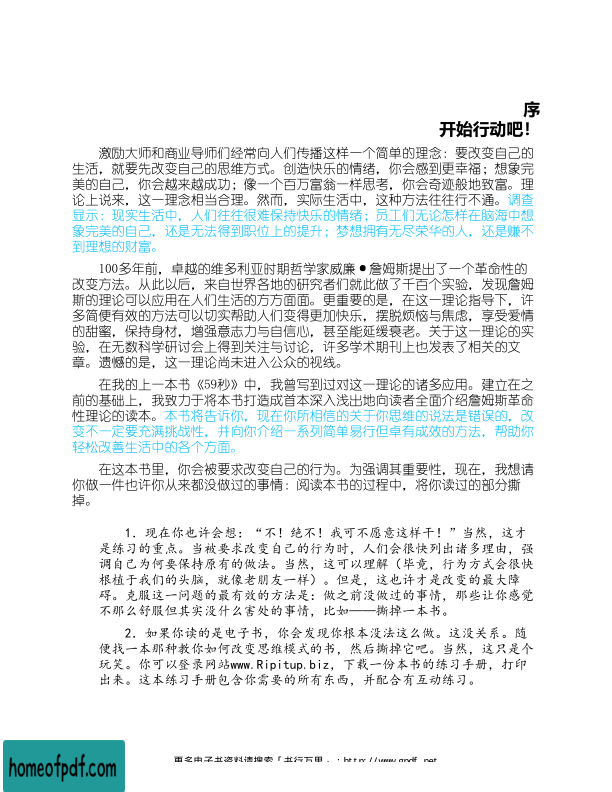 序
开始行动吧！
激励大师和商业导师们经常向人们传播这样一个简单的理念：要改变自己的
生活，就要先改变自己的思维方式。创造快乐的情绪，你会感到更幸福；想象完
美的自己，你会越来越成功；像一个百万富翁一样思考，你会奇迹般地致富。理
论上说来，这一理念相当合理。然而，实际生活中，这种方法往往行不通。调查
显示：现实生活中，人们往往很难保持快乐的情绪；员工们无论怎样在脑海中想
象完美的自己，还是无法得到职位上的提升；梦想拥有无尽荣华的人，还是赚不
到理想的财富。
100多年前，卓越的维多利亚时期哲学家威廉●詹姆斯提出了一个革命性的
改变方法。从此以后，来自世界各地的研究者们就此做了千百个实验，发现詹姆
斯的理论可以应用在人们生活的方方面面。更重要的是，在这一理论指导下，许
多简便有效的方法可以切实帮助人们变得更加快乐，摆脱烦恼与焦虑，享受爱情
的甜蜜，保持身材，增强意志力与自信心，甚至能延缓衰老。关于这一理论的实
验，在无数科学研讨会上得到关注与讨论，许多学术期刊上也发表了相关的文
章。遗憾的是，这一理论尚未进入公众的视线。
在我的上一本书《59秒》中，我曾写到过对这一理论的诸多应用。建立在之
前的基础上，我致力于将本书打造成首本深入浅出地向读者全面介绍詹姆斯革命
性理论的读本。本书将告诉你，现在你所相信的关于你思维的说法是错误的，改
变不一定要充满挑战性，并向你介绍一系列简单易行但卓有成效的方法，帮助你
轻松改善生活中的各个方面。
在这本书里，你会被要求改变自己的行为。为强调其重要性，现在，我想请
你做一件也许你从来都没做过的事情：阅读本书的过程中，将你读过的部分撕
掉。
1．现在你也许会想：“不！绝不！我可不愿意这样干！”当然，这才
是练习的重点。当被要求改变自己的行为时，人们会很快列出诸多理由，强
调自己为何要保持原有的做法。当然，这可以理解（毕竟，行为方式会很快
根植于我们的头脑，就像老朋友一样）。但是，这也许才是改变的最大障
碍。克服这一问题的最有效的方法是：做之前没做过的事情，那些让你感觉
不那么舒服但其实没什么害处的事情，比如——撕掉一本书。
2．如果你读的是电子书，你会发现你根本没法这么做。这没关系。随
便找一本那种教你如何改变思维模式的书，然后撕掉它吧。当然，这只是个
玩笑。你可以登录网站www.Ripitup.biz，下载一份本书的练习手册，打印
出来。这本练习手册包含你需要的所有东西，并配合有互动练习。
更多电子书资料请搜索「书行万里」：http://www.gpdf.net
homeofpdf.com